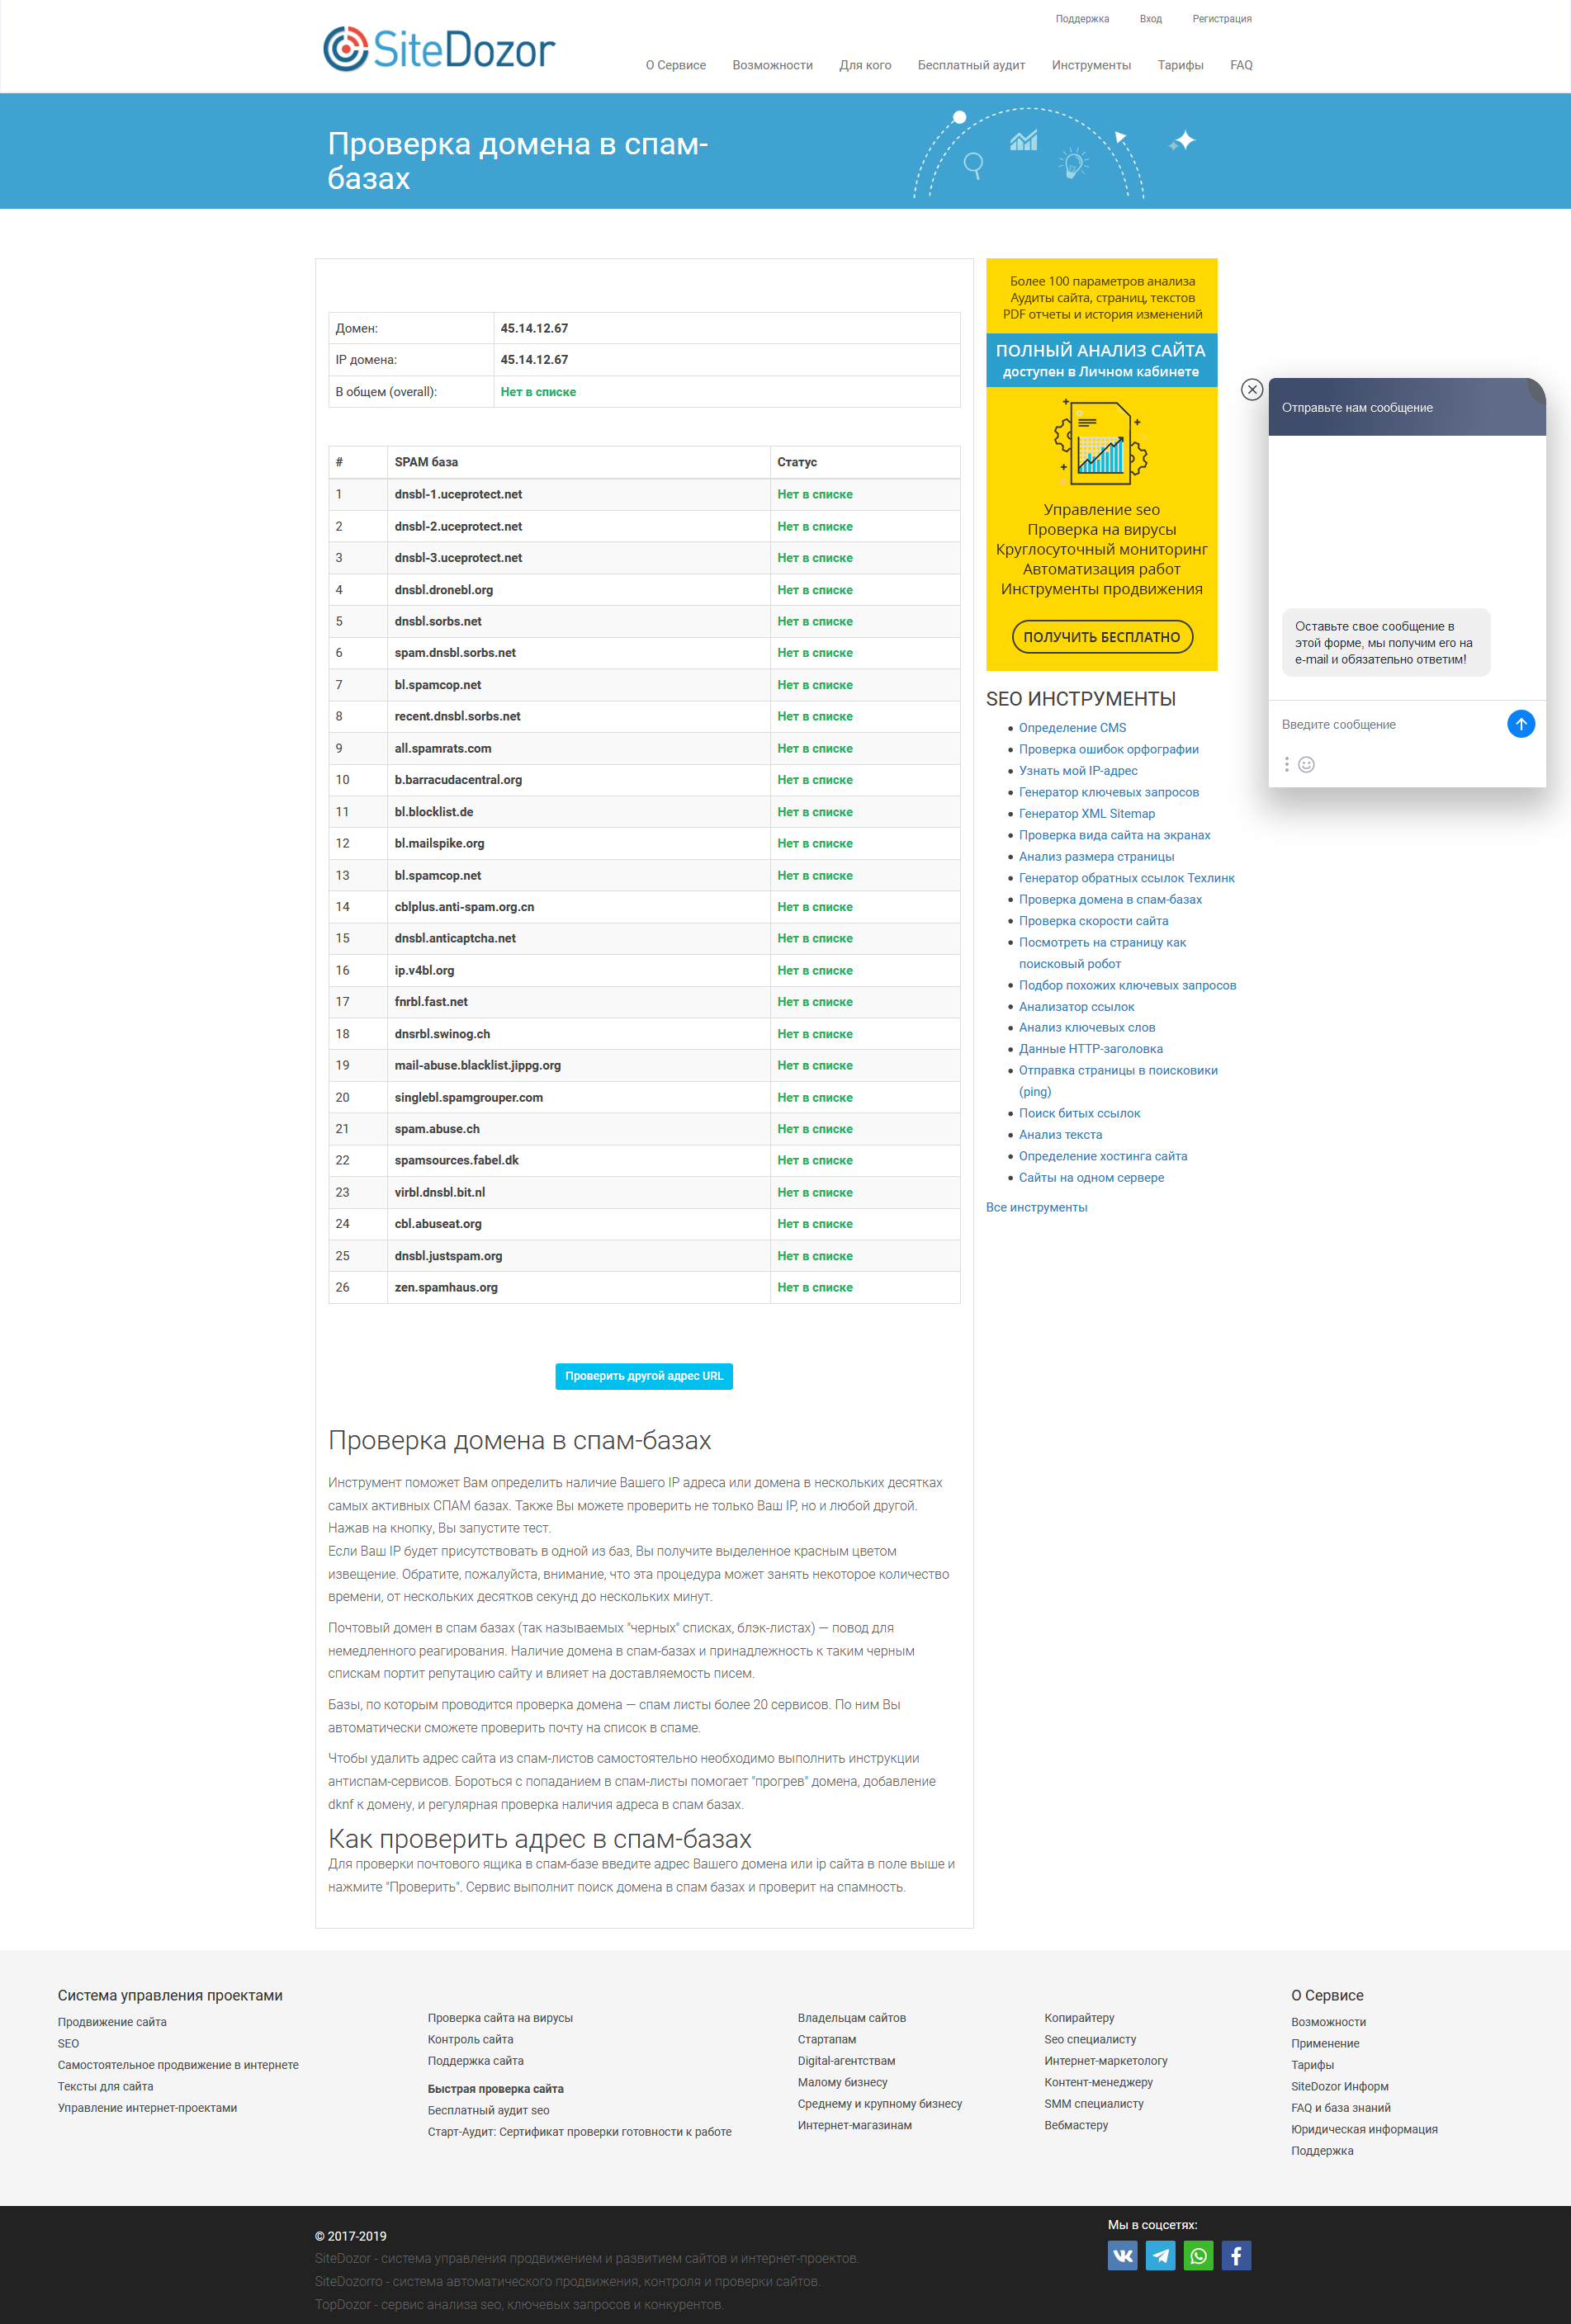 Поддержка Вход Регистрация
SiteDozor
О Сервисе Возможности Для кого Бесплатный аудит Инструменты Тарифы FAQ
Проверка домена в спам-
базах
Домен: 45.14.12.67
IP домена: 45.14.12.67
В общем (overall): Нет в списке
# SPAM база Статус
1 dnsbl-1.uceprotect.net Нет в списке
2 dnsbl-2.uceprotect.net Нет в списке
3 dnsbl-3.uceprotect.net Нет в списке
4 dnsbl.dronebl.org Нет в списке
5 dnsbl.sorbs.net Нет в списке
6 spam.dnsbl.sorbs.net Нет в списке
7 bl.spamcop.net Нет в списке
8 recent.dnsbl.sorbs.net Нет в списке
9 all.spamrats.com Нет в списке
10 b.barracudacentral.org Нет в списке
11 bl.blocklist.de Нет в списке
12 bl.mailspike.org Нет в списке
13 bl.spamcop.net Нет в списке
14 cblplus.anti-spam.org.cn Нет в списке
15 dnsbl.anticaptcha.net Нет в списке
16 ip.v4bl.org Нет в списке
17 fnrbl.fast.net Нет в списке
18 dnsrbl.swinog.ch Нет в списке
19 mail-abuse.blacklist.jippg.org Нет в списке
20 singlebl.spamgrouper.com Нет в списке
21 spam.abuse.ch Нет в списке
22 spamsources.fabel.dk Нет в списке
23 virbl.dnsbl.bit.nl Нет в списке
24 cbl.abuseat.org Нет в списке
25 dnsbl.justspam.org Нет в списке
26 zen.spamhaus.org Нет в списке
Проверить другой адрес URL
Проверка домена в спам-базах
Инструмент поможет Вам определить наличие Вашего IP адреса или домена в нескольких десятках
самых активных СПАМ базах. Также Вы можете проверить не только Ваш IP, но и любой другой.
Нажав на кнопку, Вы запустите тест.
Если Ваш IP будет присутствовать в одной из баз, Вы получите выделенное красным цветом
извещение. Обратите, пожалуйста, внимание, что эта процедура может занять некоторое количество
времени, от нескольких десятков секунд до нескольких минут.
Почтовый домен в спам базах (так называемых "черных" списках, блэк-листах) — повод для
немедленного реагирования. Наличие домена в спам-базах и принадлежность к таким черным
спискам портит репутацию сайту и влияет на доставляемость писем.
Базы, по которым проводится проверка домена — спам листы более 20 сервисов. По ним Вы
автоматически сможете проверить почту на список в спаме.
Чтобы удалить адрес сайта из спам-листов самостоятельно необходимо выполнить инструкции
антиспам-сервисов. Бороться с попаданием в спам-листы помогает "прогрев" домена, добавление
dknf к домену, и регулярная проверка наличия адреса в спам базах.
Как проверить адрес в спам-базах
Для проверки почтового ящика в спам-базе введите адрес Вашего домена или ip сайта в поле выше и
нажмите "Проверить". Сервис выполнит поиск домена в спам базах и проверит на спамность.
Более 100 параметров анализа
Аудиты сайта, страниц, текстов
PDF отчеты и история изменений
ПОЛНЫЙ АНАЛИЗ САЙТА
доступен в Личном кабинете
Управление seo
Проверка на вирусы
Круглосуточный мониторинг
Автоматизация работ
Инструменты продвижения
ПОЛУЧИТЬ БЕСПЛАТНО
SEO ИНСТРУМЕНТЫ
Определение CMS
Проверка ошибок орфографии
Узнать мой IP-адрес
Генератор ключевых запросов
Генератор XML Sitemap
Проверка вида сайта на экранах
Анализ размера страницы
Генератор обратных ссылок Техлинк
Проверка домена в спам-базах
Проверка скорости сайта
Посмотреть на страницу как
поисковый робот
Подбор похожих ключевых запросов
Анализатор ссылок
Анализ ключевых слов
Данные HTTP-заголовка
Отправка страницы в поисковики
(ping)
Поиск битых ссылок
Анализ текста
Определение хостинга сайта
Сайты на одном сервере
Все инструменты
Отправьте нам сообщение
Оставьте свое сообщение в
этой форме, мы получим его на
e-mail и обязательно ответим!
Введите сообщение
Система управления проектами
Продвижение сайта
SEO
Самостоятельное продвижение в интернете
Тексты для сайта
Управление интернет-проектами
Проверка сайта на вирусы
Контроль сайта
Поддержка сайта
Быстрая проверка сайта
Бесплатный аудит seo
Старт-Аудит: Сертификат проверки готовности к работе
Владельцам сайтов
Стартапам
Digital-агентствам
Малому бизнесу
Среднему и крупному бизнесу
Интернет-магазинам
Копирайтеру
Seo специалисту
Интернет-маркетологу
Контент-менеджеру
SMM специалисту
Вебмастеру
О Сервисе
Возможности
Применение
Тарифы
SiteDozor Информ
FAQ и база знаний
Юридическая информация
Поддержка
© 2017-2019
SiteDozor - система управления продвижением и развитием сайтов и интернет-проектов.
SiteDozorro - система автоматического продвижения, контроля и проверки сайтов.
TopDozor - сервис анализа seo, ключевых запросов и конкурентов.
Мы в соцсетях: